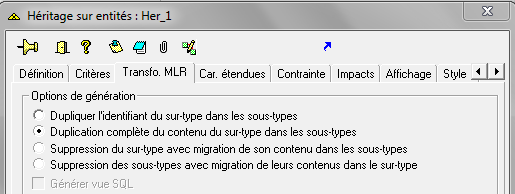 Héritage sur entités : Her_1
Définition Critères Transfo. MLR Car. étendues Contrainte Impacts Affichage Style
Options de génération
Dupliquer l'identifiant du sur-type dans les sous-types
Duplication complète du contenu du sur-type dans les sous-types
Suppression du sur-type avec migration de son contenu dans les sous-types
Suppression des sous-types avec migration de leurs contenus dans le surtype
Générer vue SQL